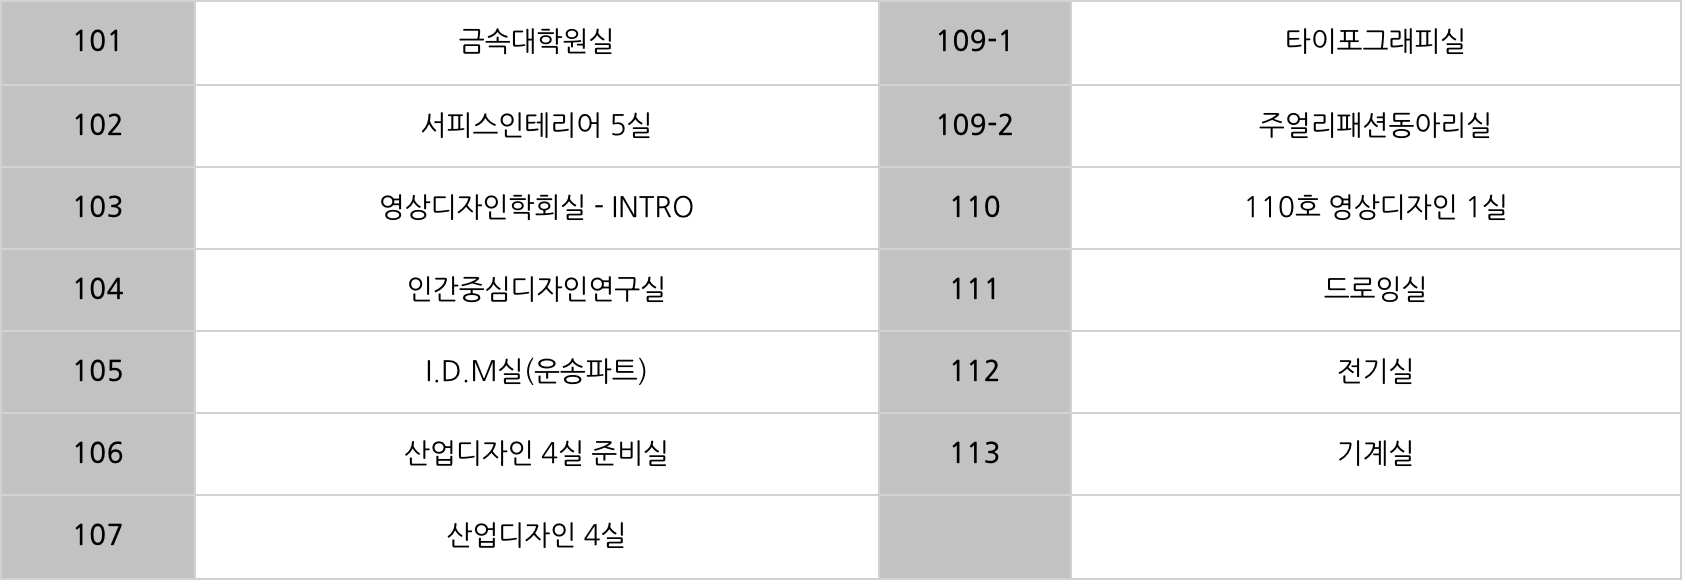 101 금속대학원실 109-1 타이포그래피실
102 서피스인테리어 5실 109-2 주얼리패션동아리실
103 영상디자인학회실 - INTRO 110 110호 영상디자인 1실
104 인간중심디자인연구실 111 드로잉실
105 I.D.M실(운송파트) 112 전기실
106 산업디자인 4실 준비실 113 기계실
107 산업디자인 4실